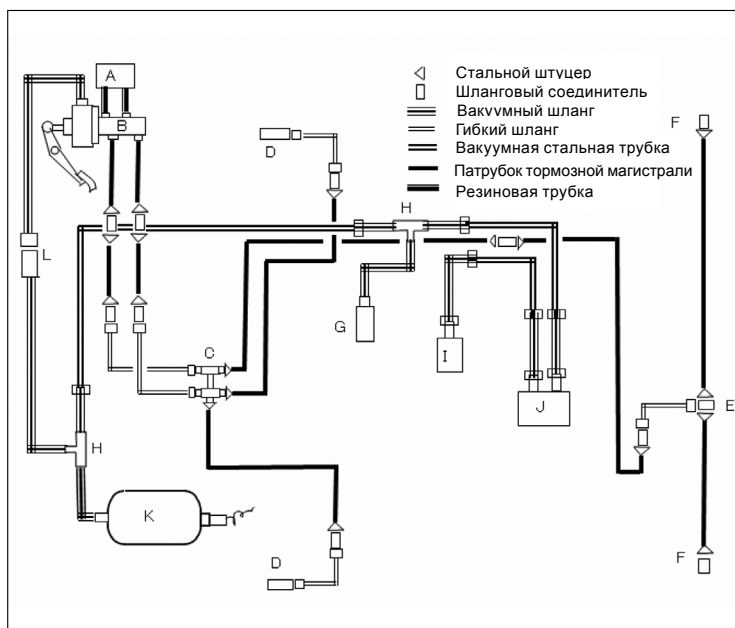 A
B
Стальной штуцер
Шланговый соединитель
Вакуумный шланг
Гибкий шланг
Вакуумная стальная трубка
Патрубок тормозной магистрали
Резиновая трубка
F
D
H
L
G
C
I
J
E
H
K
D
F